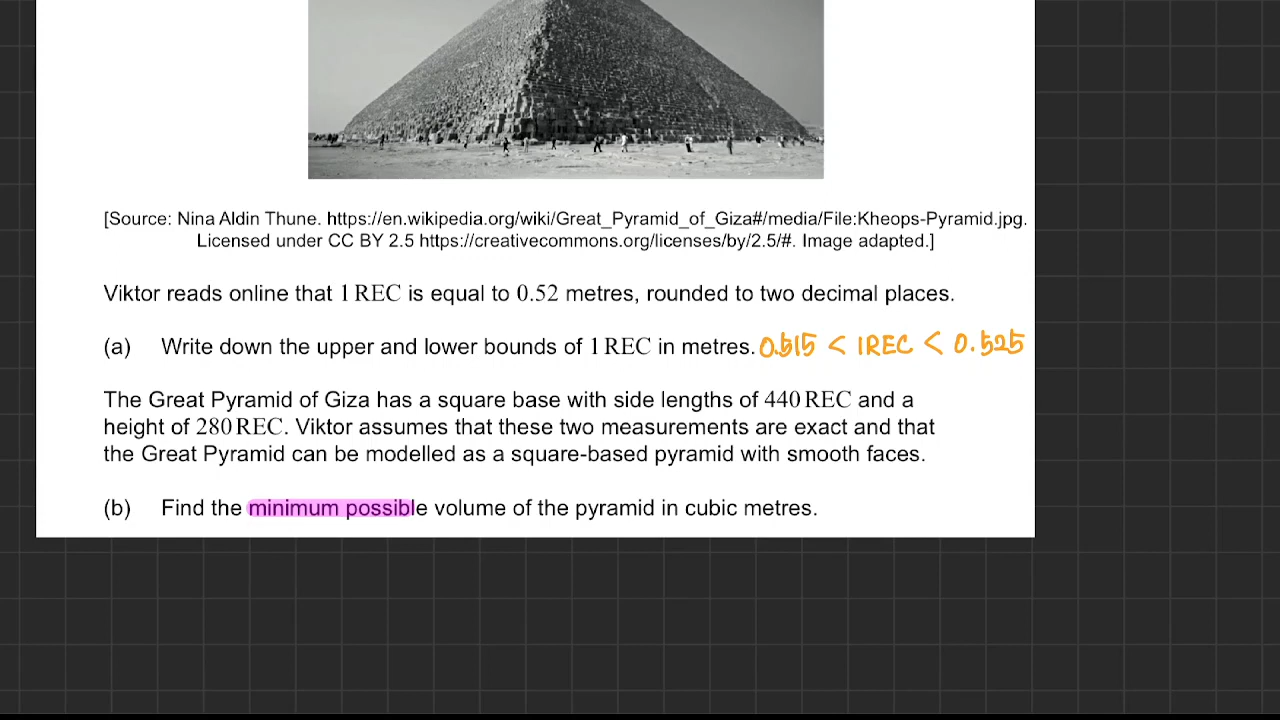 [Source: Nina Aldin Thune. https://en.wikipedia.org/wiki/Great_Pyramid_of_Giza#/media/File:Kheops-Pyramid.jpg.
Licensed under CC BY 2.5 https://creativecommons.org/licenses/by/2.5/#. Image adapted.]
Viktor reads online that 1 REC is equal to 0.52 metres, rounded to two decimal places.
(a) Write down the upper and lower bounds of 1 REC in metres. 0.515 < 1REC < 0.525
The Great Pyramid of Giza has a square base with side lengths of 440 REC and a
height of 280 REC. Viktor assumes that these two measurements are exact and that
the Great Pyramid can be modelled as a square-based pyramid with smooth faces.
(b) Find the minimum possible volume of the pyramid in cubic metres.